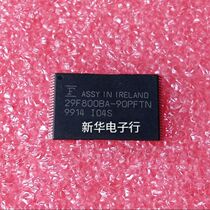 ASSY IN IRELAND
29F800BA-90PFTN
9914 I04S
新华电子行